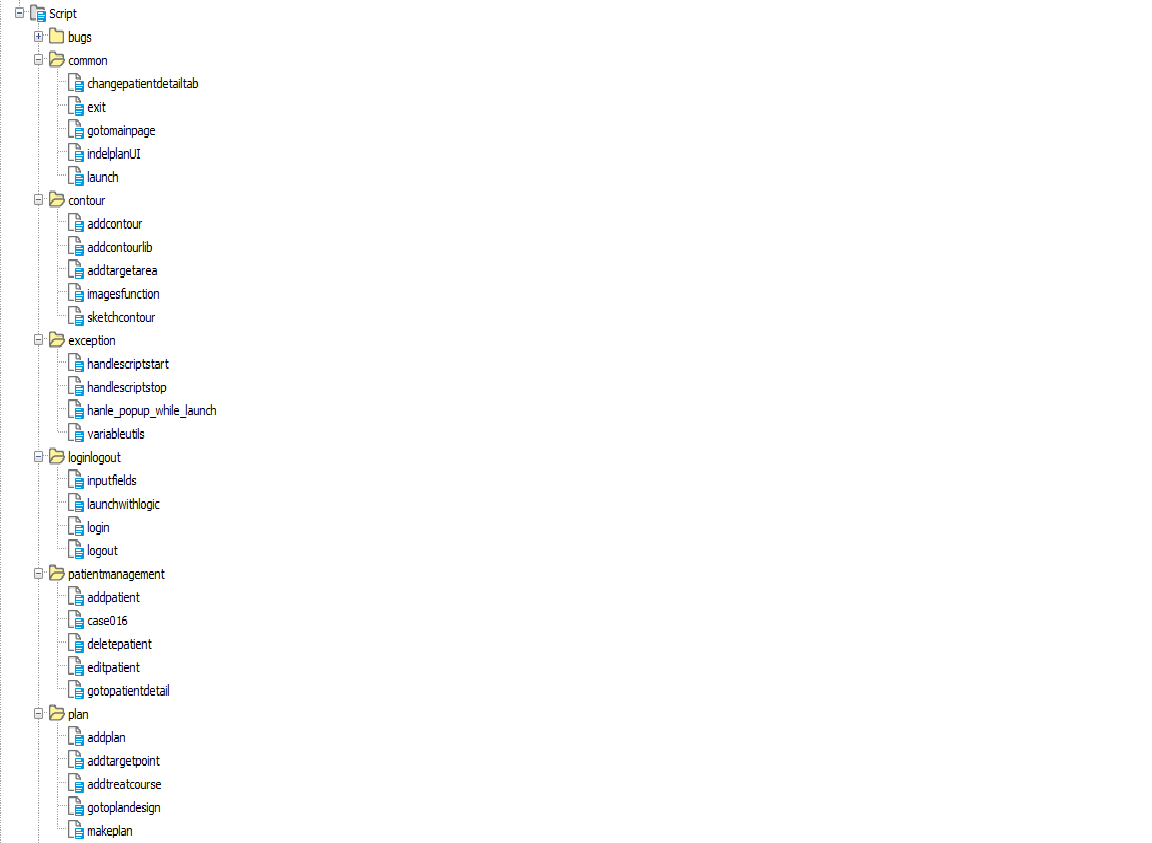 Script
bugs
common
changepatientdetailtab
exit
gotomainpage
indelplanUI
launch
contour
addcontour
addcontourlib
addtargetarea
imagesfunction
sketchcontour
exception
handlescriptstart
handlescriptstop
hanle_popup_while_launch
variableutils
loginlogout
inputfields
launchwithlogic
login
logout
patientmanagement
addpatient
case016
deletepatient
editpatient
gotopatientdetail
plan
addplan
addtargetpoint
addtreatcourse
gotoplandesign
makeplan